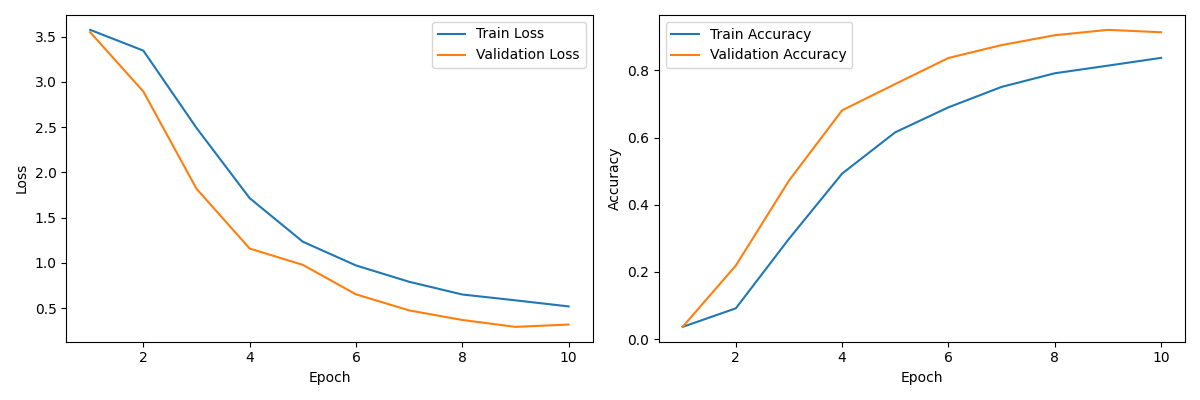 Train Loss
Validation Loss
3.5
3.0
2.5
2.0
1.5
1.0
0.5
Loss
2
4
6
8
10
Epoch
Train Accuracy
Validation Accuracy
0.8
0.6
0.4
0.2
0.0
Accuracy
2
4
6
8
10
Epoch